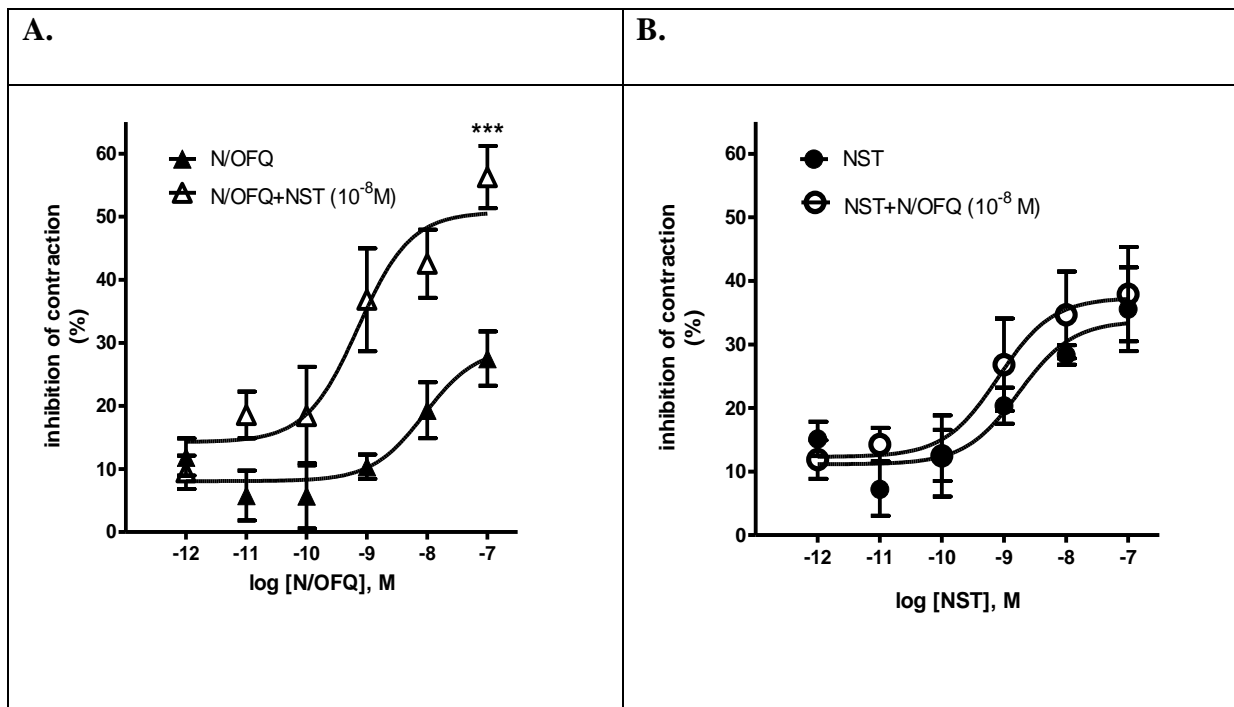 A.
B.
***
N/OFQ
N/OFQ+NST (10⁻⁸M)
60
50
40
30
20
10
0
inhibition of contraction
(%)
-12 -11 -10 -9 -8 -7
log [N/OFQ], M
NST
NST+N/OFQ (10⁻⁸ M)
60
50
40
30
20
10
0
inhibition of contraction
(%)
-12 -11 -10 -9 -8 -7
log [NST], M